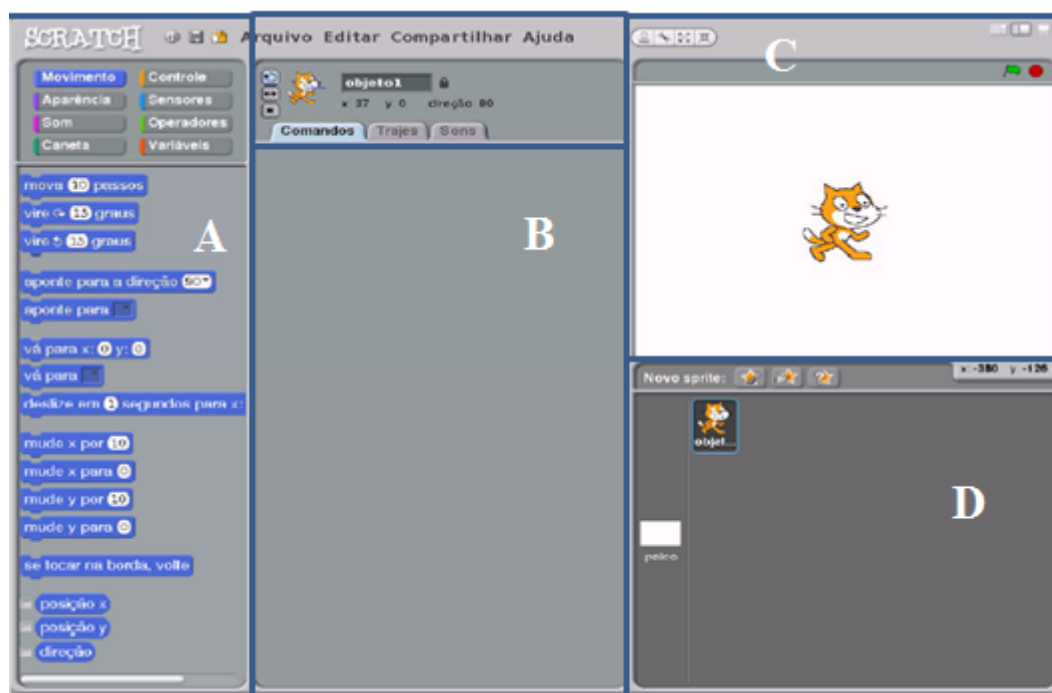 SCRATCH Arquivo Editar Compartilhar Ajuda
Movimento Controle
Aparência Sensores
Som Operadores
Caneta Variáveis
mova 10 passos
vire 15 graus
vire 15 graus
aponte para a direção 90
aponte para
vá para x: 0 y: 0
vá para
deslize em 1 segundos para x:
mude x por 10
mude x para 0
mude y por 10
mude y para 0
se tocar na borda, volte
posição x
posição y
direção
A
objeto1
x: 37 y 0 direção 90
Comandos Trajes Sons
B
C
Novo sprite: x: -380 y -126
objet...
palco
D